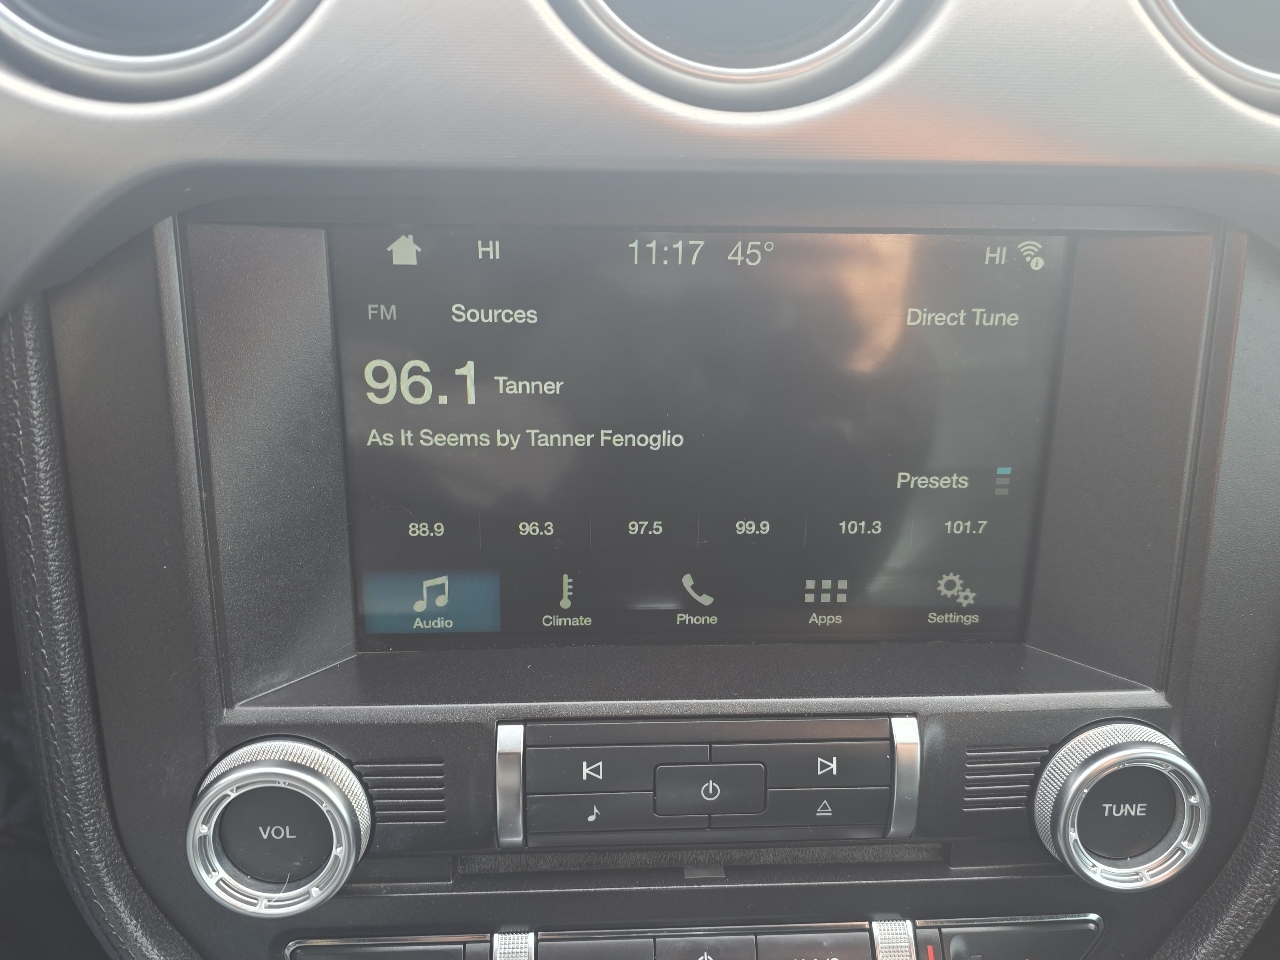 HI 11:17 45° HI
FM Sources Direct Tune
96.1 Tanner
As It Seems by Tanner Fenoglio
Presets
88.9 96.3 97.5 99.9 101.3 101.7
Audio Climate Phone Apps Settings
VOL TUNE